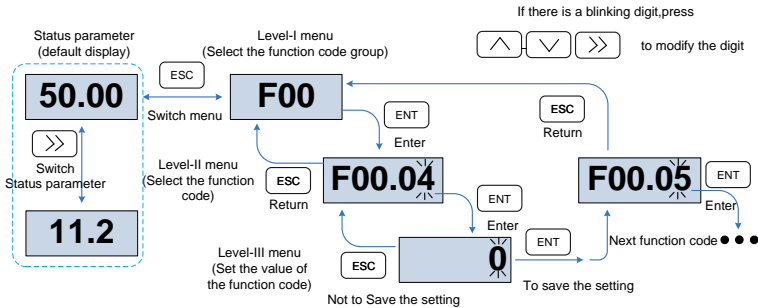 If there is a blinking digit,press
to modify the digit
Status parameter
(default display)
Level-I menu
(Select the function code group)
50.00
ESC
Switch menu
F00
ENT
Enter
ESC
Return
Switch
Status parameter
Level-II menu
(Select the function
code)
ESC
Return
F00.04
ENT
Enter
F00.05
ENT
Enter
11.2
Level-III menu
(Set the value of
the function code)
ESC
0
ENT
Next function code
Not to Save the setting
To save the setting